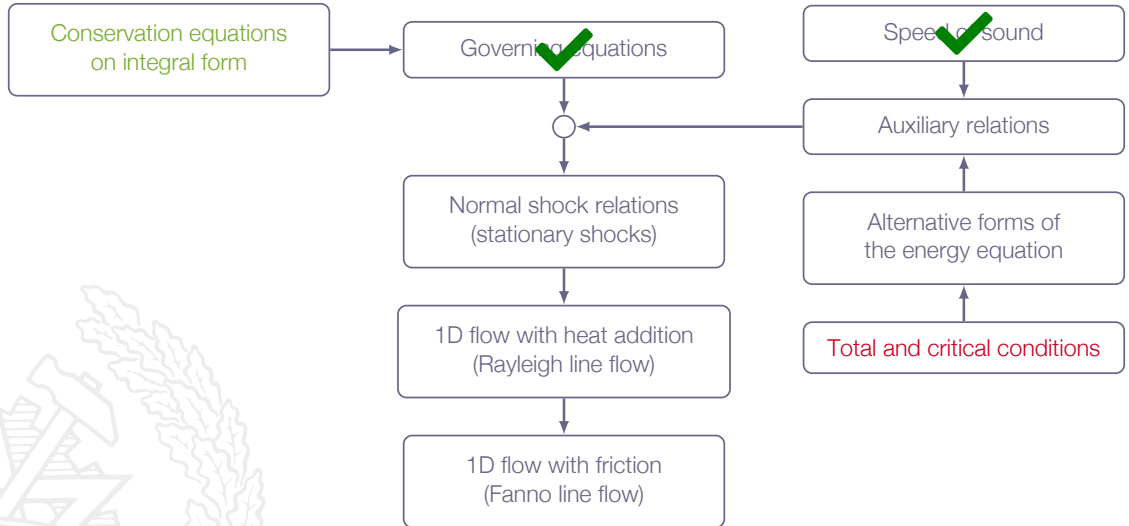 Conservation equations
on integral form
Governing equations
Speed of sound
Auxiliary relations
Normal shock relations
(stationary shocks)
Alternative forms of
the energy equation
1D flow with heat addition
(Rayleigh line flow)
Total and critical conditions
1D flow with friction
(Fanno line flow)